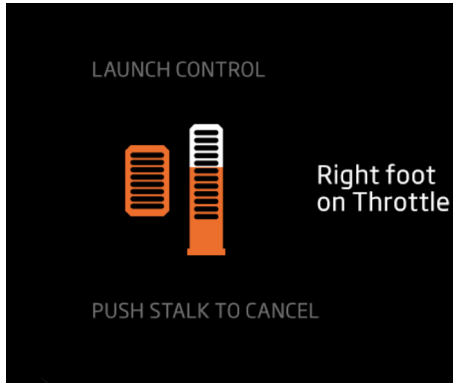 LAUNCH CONTROL
Right foot
on Throttle
PUSH STALK TO CANCEL